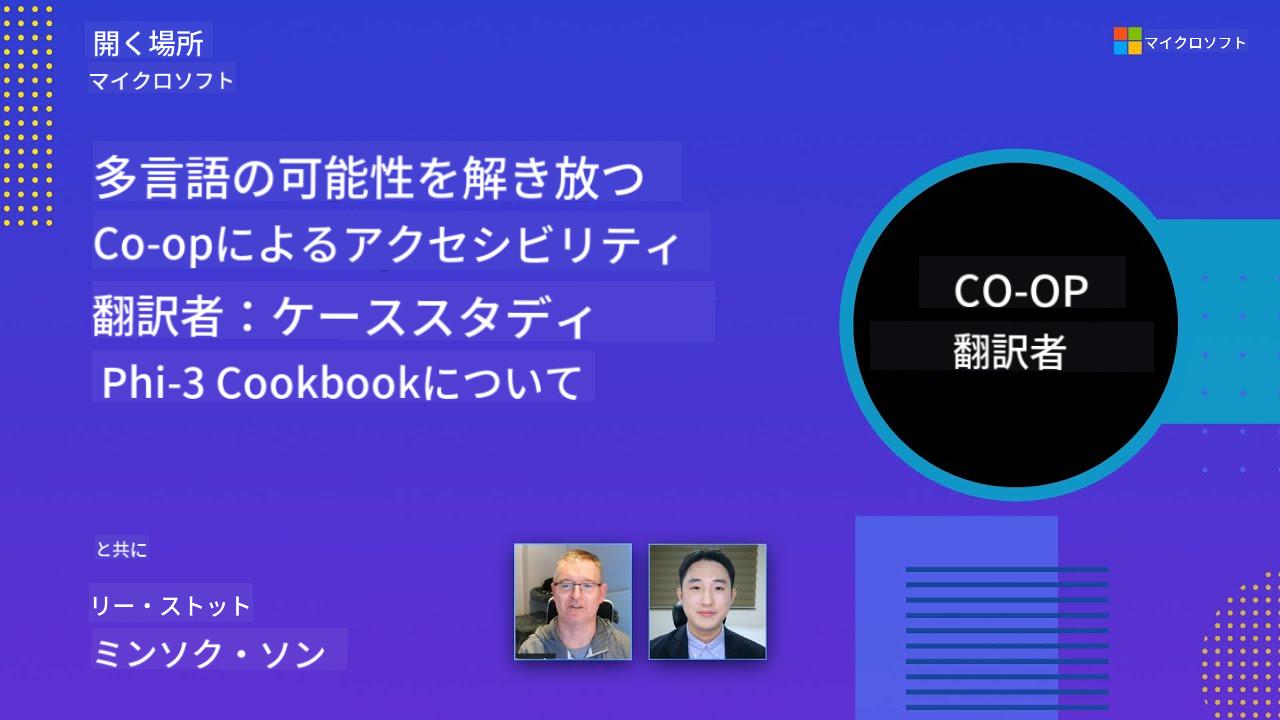 開く場所
マイクロソフト
マイクロソフト
多言語の可能性を解き放つ
Co-opによるアクセシビリティ
翻訳者：ケーススタディ
Phi-3 Cookbookについて
CO-OP
翻訳者
と共に
リー・ストット
ミンソク・ソン